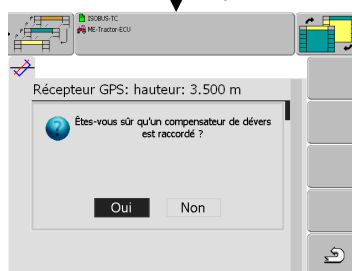 ISOBUS-TC
ME-Tractor-ECU
Récepteur GPS: hauteur: 3.500 m
Êtes-vous sûr qu'un compensateur de dévers
est raccordé ?
Oui
Non